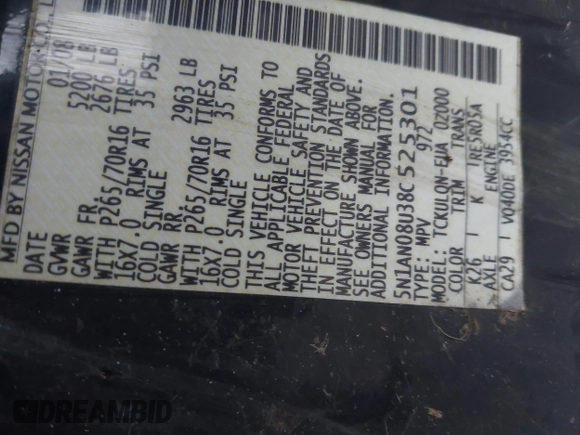 MFD BY NISSAN MOTOR CO., L
DATE 01/08
GVWR 5200 LB
GAWR FR. 2676 LB
WITH P265/70R16 TIRES
16X7.0 RIMS AT 35 PSI
COLD SINGLE
GAWR RR. 2963 LB
WITH P265/70R16 TIRES
16X7.0 RIMS AT 35 PSI
COLD SINGLE
THIS VEHICLE CONFORMS TO
ALL APPLICABLE FEDERAL
MOTOR VEHICLE SAFETY AND
THEFT PREVENTION STANDARDS
IN EFFECT ON THE DATE OF
MANUFACTURE SHOWN ABOVE.
SEE OWNERS MANUAL FOR
ADDITIONAL INFORMATION.
5N1AN08U38C525301
TYPE: MPV 972
MODEL: TCKULQN-EUA 02000
COLOR TRIM TRANS
K26 K RE5R05A
AXLE ENGINE
CA29 VQ40DE 3954CC
DREAMBID